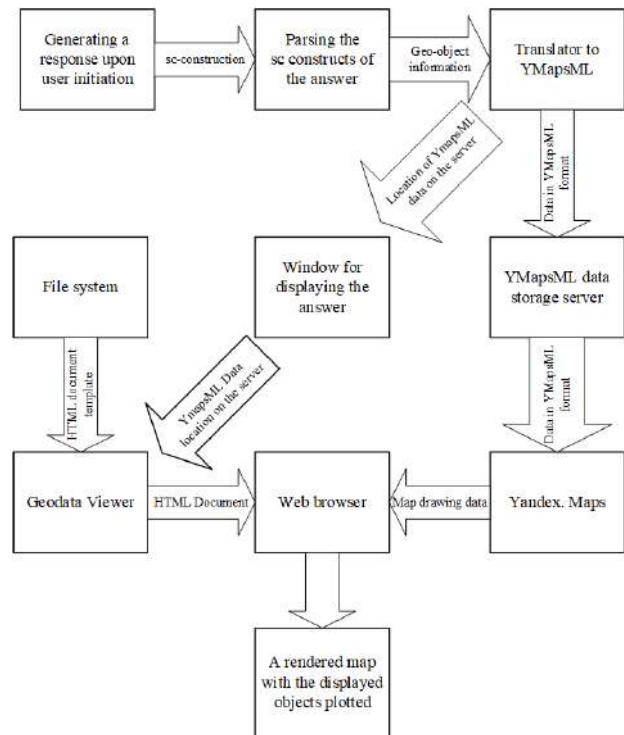 Generating a
response upon
user initiation
sc-construction
Parsing the
sc constructs of
the answer
Geo-object
information
Translator to
YMapsML
Location of YmapsML
data on the server
Data in YMapsML
format
File system
Window for
displaying the
answer
YMapsML data
storage server
HTML document
template
YmapsML Data
location on the server
Data in YMapsML
format
Geodata Viewer
HTML Document
Web browser
Map drawing data
Yandex. Maps
A rendered map
with the displayed
objects plotted